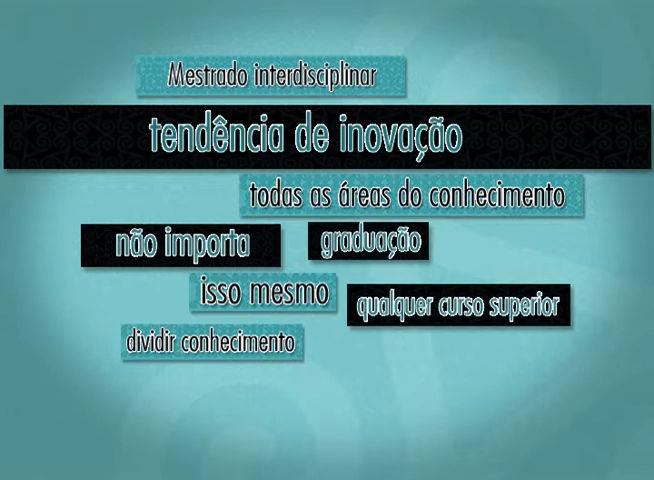 Mestrado interdisciplinar
tendência de inovação
todas as áreas do conhecimento
não importa graduação
isso mesmo qualquer curso superior
dividir conhecimento